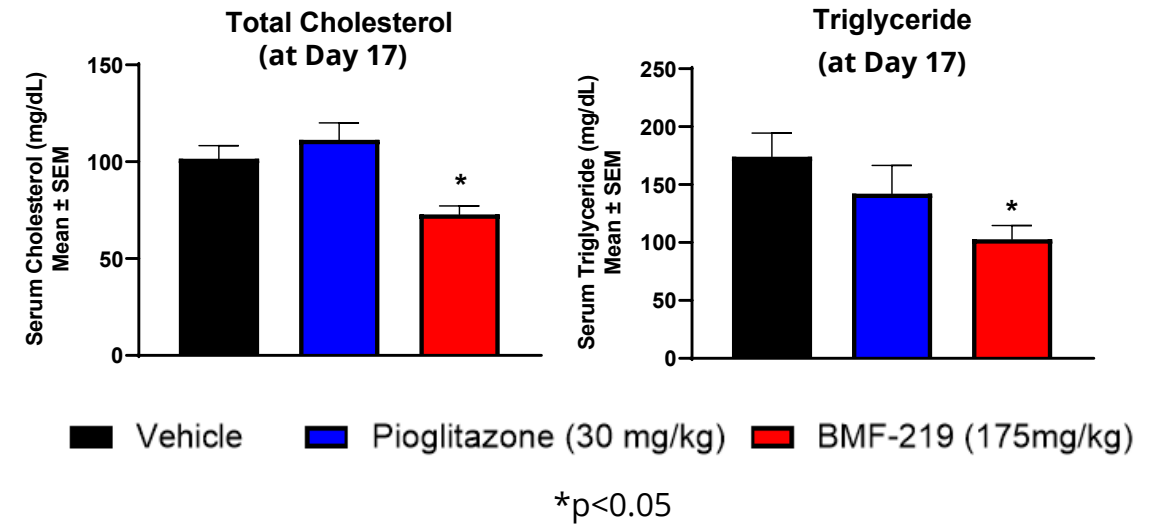 Total Cholesterol
(at Day 17)
Serum Cholesterol (mg/dL)
Mean ± SEM
150
100
50
0
*
Triglyceride
(at Day 17)
Serum Triglyceride (mg/dL)
Mean ± SEM
250
200
150
100
50
0
*
Vehicle
Pioglitazone (30 mg/kg)
BMF-219 (175mg/kg)
*p<0.05